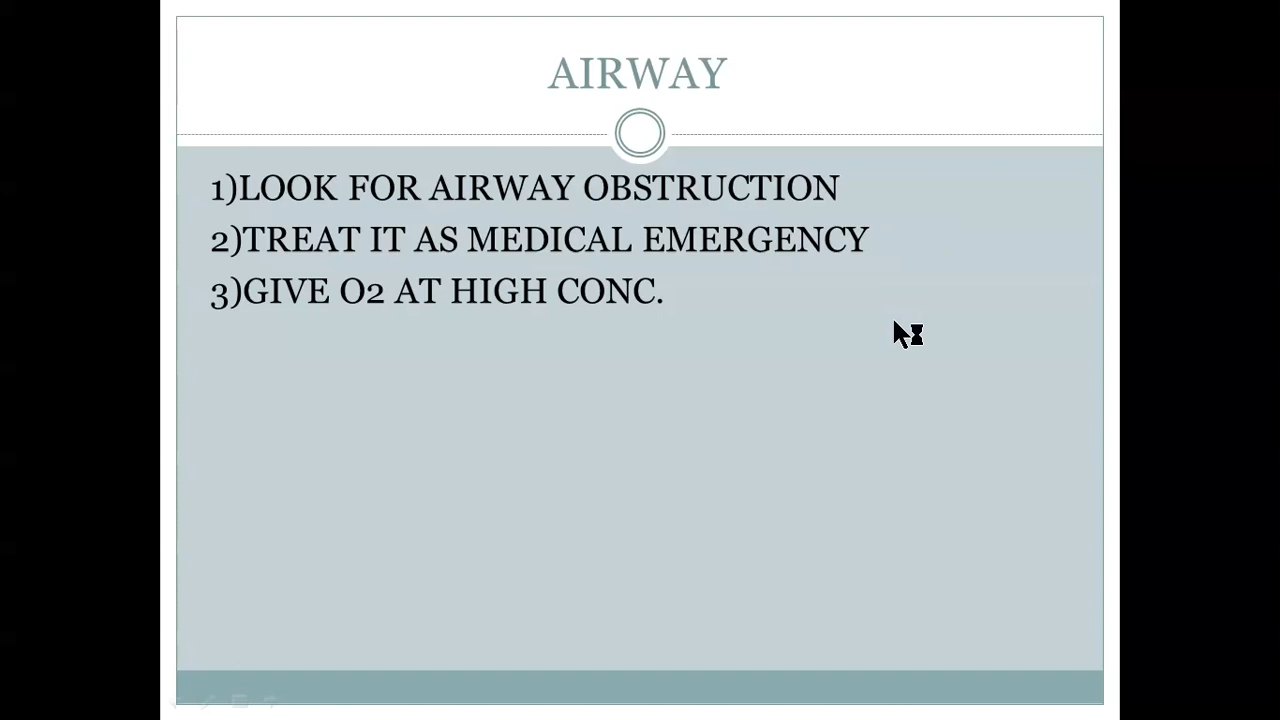 AIRWAY
1)LOOK FOR AIRWAY OBSTRUCTION
2)TREAT IT AS MEDICAL EMERGENCY
3)GIVE O2 AT HIGH CONC.